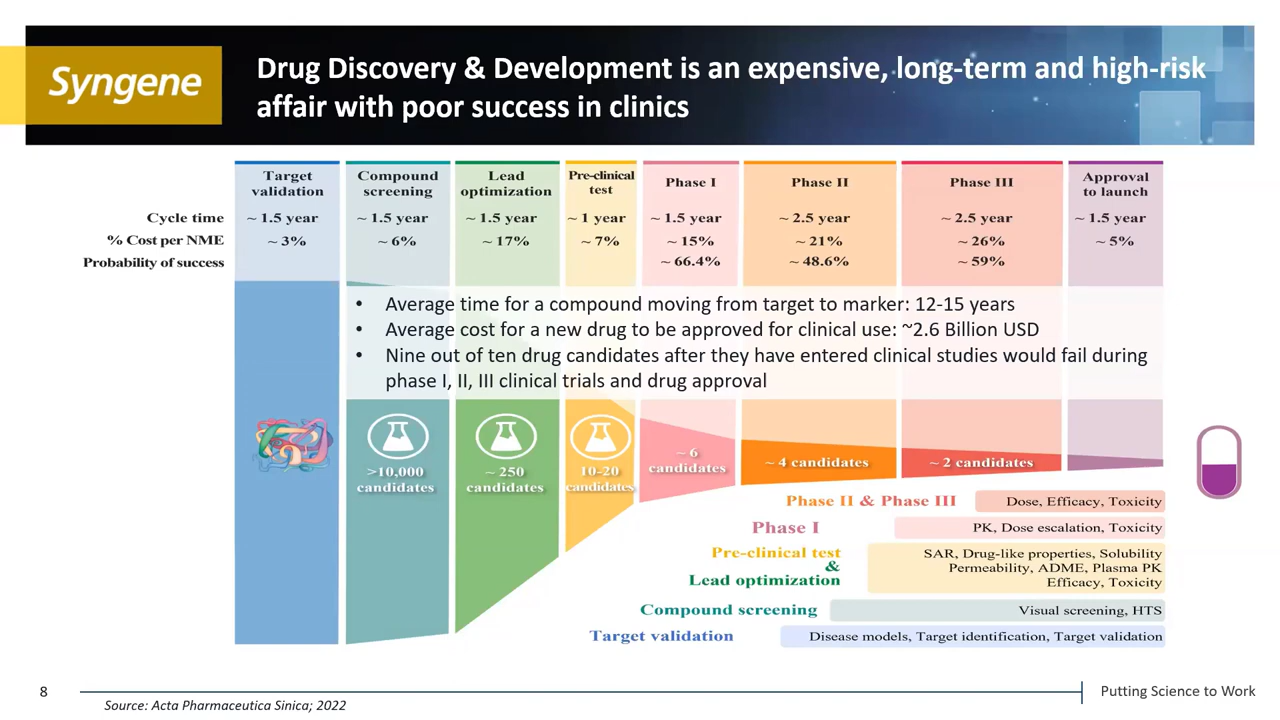 Syngene
Drug Discovery & Development is an expensive, long-term and high-risk
affair with poor success in clinics
Target
validation
Compound
screening
Lead
optimization
Pre-clinical
test
Phase I
Phase II
Phase III
Approval
to launch
Cycle time ~ 1.5 year ~ 1.5 year ~ 1.5 year ~ 1 year ~ 1.5 year ~ 2.5 year ~ 2.5 year ~ 1.5 year
% Cost per NME ~ 3% ~ 6% ~ 17% ~ 7% ~ 15% ~ 21% ~ 26% ~ 5%
Probability of success ~ 66.4% ~ 48.6% ~ 59%
• Average time for a compound moving from target to marker: 12-15 years
• Average cost for a new drug to be approved for clinical use: ~2.6 Billion USD
• Nine out of ten drug candidates after they have entered clinical studies would fail during
phase I, II, III clinical trials and drug approval
>10,000
candidates
~ 250
candidates
10-20
candidates
~ 6
candidates
~ 4 candidates
~ 2 candidates
Phase II & Phase III Dose, Efficacy, Toxicity
Phase I PK, Dose escalation, Toxicity
Pre-clinical test
&
Lead optimization
SAR, Drug-like properties, Solubility
Permeability, ADME, Plasma PK
Efficacy, Toxicity
Compound screening Visual screening, HTS
Target validation Disease models, Target identification, Target validation
8
Source: Acta Pharmaceutica Sinica; 2022
Putting Science to Work